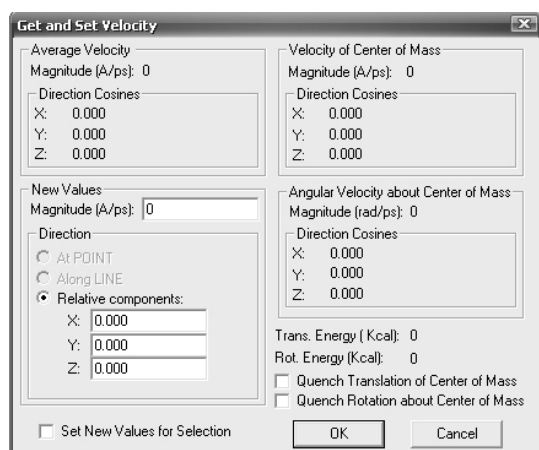 Get and Set Velocity
Average Velocity
Magnitude (A/ps): 0
Direction Cosines
X: 0.000
Y: 0.000
Z: 0.000
Velocity of Center of Mass
Magnitude (A/ps): 0
Direction Cosines
X: 0.000
Y: 0.000
Z: 0.000
New Values
Magnitude (A/ps): 0
Direction
At POINT
Along LINE
Relative components:
X: 0.000
Y: 0.000
Z: 0.000
Angular Velocity about Center of Mass
Magnitude (rad/ps): 0
Direction Cosines
X: 0.000
Y: 0.000
Z: 0.000
Trans. Energy ( Kcal): 0
Rot. Energy (Kcal): 0
Quench Translation of Center of Mass
Quench Rotation about Center of Mass
Set New Values for Selection
OK
Cancel